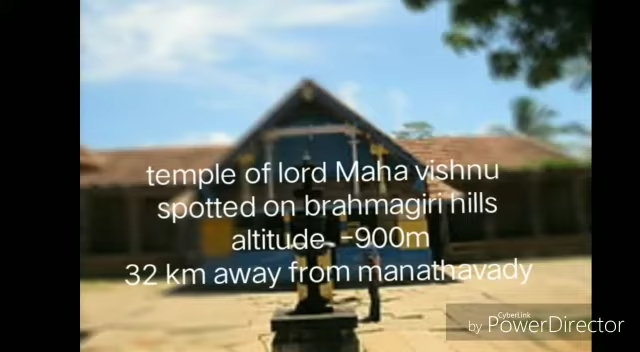 temple of lord Maha vishnu
spotted on brahmagiri hills
altitude -900m
32 km away from manathavady
CyberLink
by PowerDirector